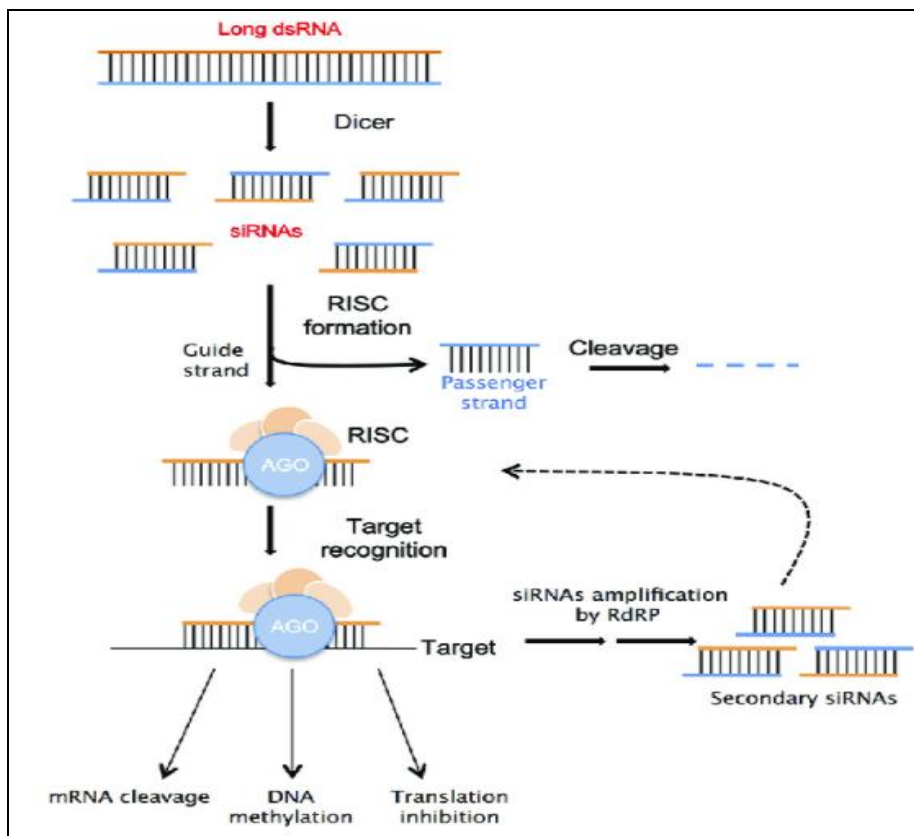 Long dsRNA
Dicer
siRNAs
RISC
formation
Guide
strand
Passenger
strand
Cleavage
RISC
AGO
Target
recognition
siRNAs amplification
by RdRP
AGO
Target
Secondary siRNAs
mRNA cleavage
DNA
methylation
Translation
inhibition